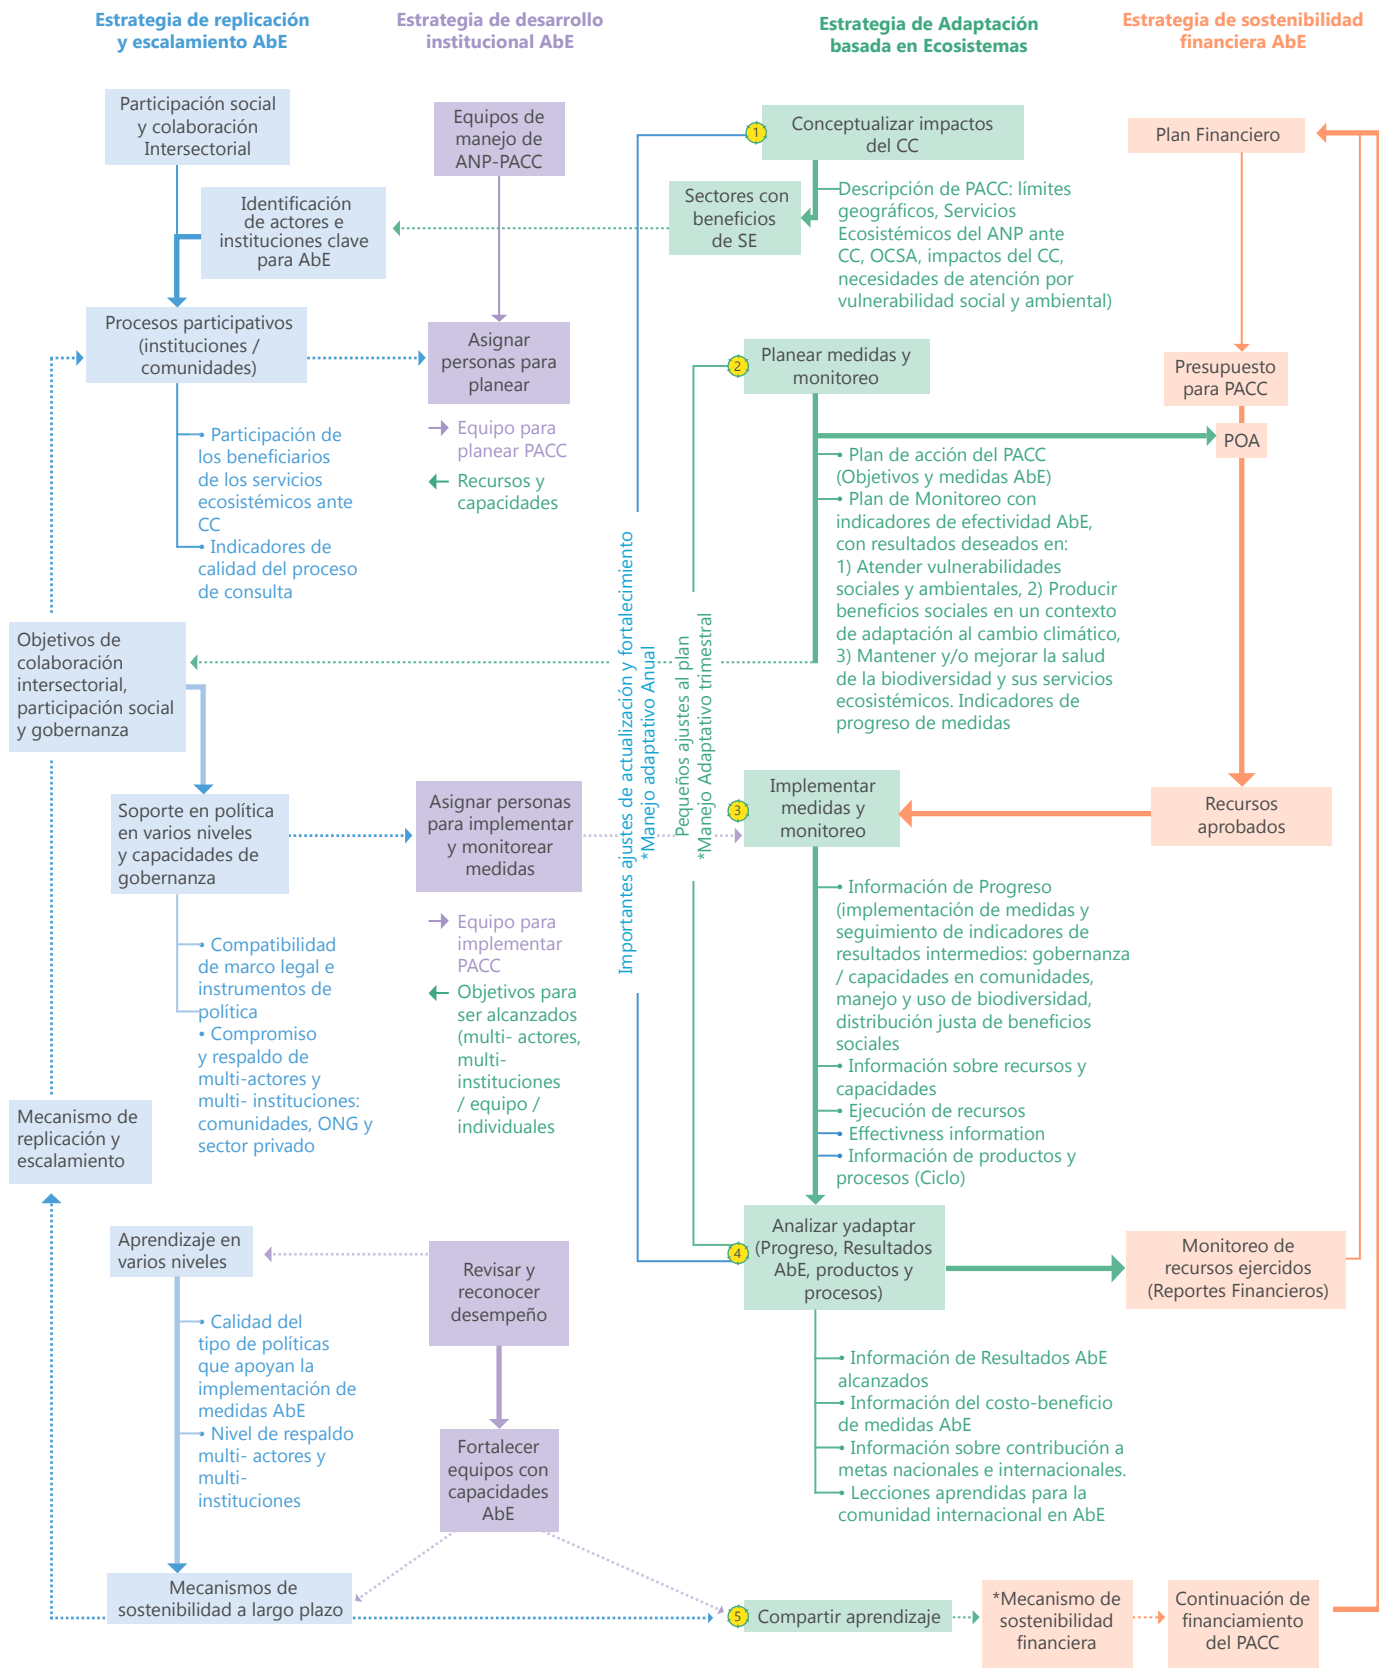 Estrategia de replicación
y escalamiento AbE
Participación social
y colaboración
Intersectorial
Identificación
de actores e
instituciones clave
para AbE
Procesos participativos
(instituciones /
comunidades)
• Participación de
los beneficiarios
de los servicios
ecosistémicos ante
CC
• Indicadores de
calidad del proceso
de consulta
Objetivos de
colaboración
intersectorial,
participación social
y gobernanza
Soporte en política
en varios niveles
y capacidades de
gobernanza
• Compatibilidad
de marco legal e
instrumentos de
política
• Compromiso
y respaldo de
multi-actores y
multi- instituciones:
comunidades, ONG y
sector privado
Mecanismo de
replicación y
escalamiento
Aprendizaje en
varios niveles
• Calidad del
tipo de políticas
que apoyan la
implementación de
medidas AbE
• Nivel de respaldo
multi- actores y
multi-
instituciones
Mecanismos de
sostenibilidad a largo plazo
Estrategia de desarrollo
institucional AbE
Equipos de
manejo de
ANP-PACC
Asignar
personas para
planear
Equipo para
planear PACC
Recursos y
capacidades
Asignar personas
para implementar
y monitorear
medidas
Equipo para
implementar
PACC
Objetivos para
ser alcanzados
(multi- actores,
multi-
instituciones
/ equipo /
individuales
Revisar y
reconocer
desempeño
Fortalecer
equipos con
capacidades
AbE
Importantes ajustes de actualización y fortalecimiento
*Manejo adaptativo Anual
Pequeños ajustes al plan
*Manejo Adaptativo trimestral
Estrategia de Adaptación
basada en Ecosistemas
1
Conceptualizar impactos
del CC
Sectores con
beneficios
de SE
Descripción de PACC: límites
geográficos, Servicios
Ecosistémicos del ANP ante
CC, OCSA, impactos del CC,
necesidades de atención por
vulnerabilidad social y ambiental)
2
Planear medidas y
monitoreo
• Plan de acción del PACC
(Objetivos y medidas AbE)
• Plan de Monitoreo con
indicadores de efectividad AbE,
con resultados deseados en:
1) Atender vulnerabilidades
sociales y ambientales, 2) Producir
beneficios sociales en un contexto
de adaptación al cambio climático,
3) Mantener y/o mejorar la salud
de la biodiversidad y sus servicios
ecosistémicos. Indicadores de
progreso de medidas
3
Implementar
medidas y
monitoreo
• Información de Progreso
(implementación de medidas y
seguimiento de indicadores de
resultados intermedios: gobernanza
/ capacidades en comunidades,
manejo y uso de biodiversidad,
distribución justa de beneficios
sociales
• Información sobre recursos y
capacidades
• Ejecución de recursos
• Effectivness information
• Información de productos y
procesos (Ciclo)
4
Analizar yadaptar
(Progreso, Resultados
AbE, productos y
procesos)
• Información de Resultados AbE
alcanzados
• Información del costo-beneficio
de medidas AbE
• Información sobre contribución a
metas nacionales e internacionales.
• Lecciones aprendidas para la
comunidad internacional en AbE
5
Compartir aprendizaje
Estrategia de sostenibilidad
financiera AbE
Plan Financiero
Presupuesto
para PACC
POA
Recursos
aprobados
Monitoreo de
recursos ejercidos
(Reportes Financieros)
*Mecanismo de
sostenibilidad
financiera
Continuación de
financiamiento
del PACC